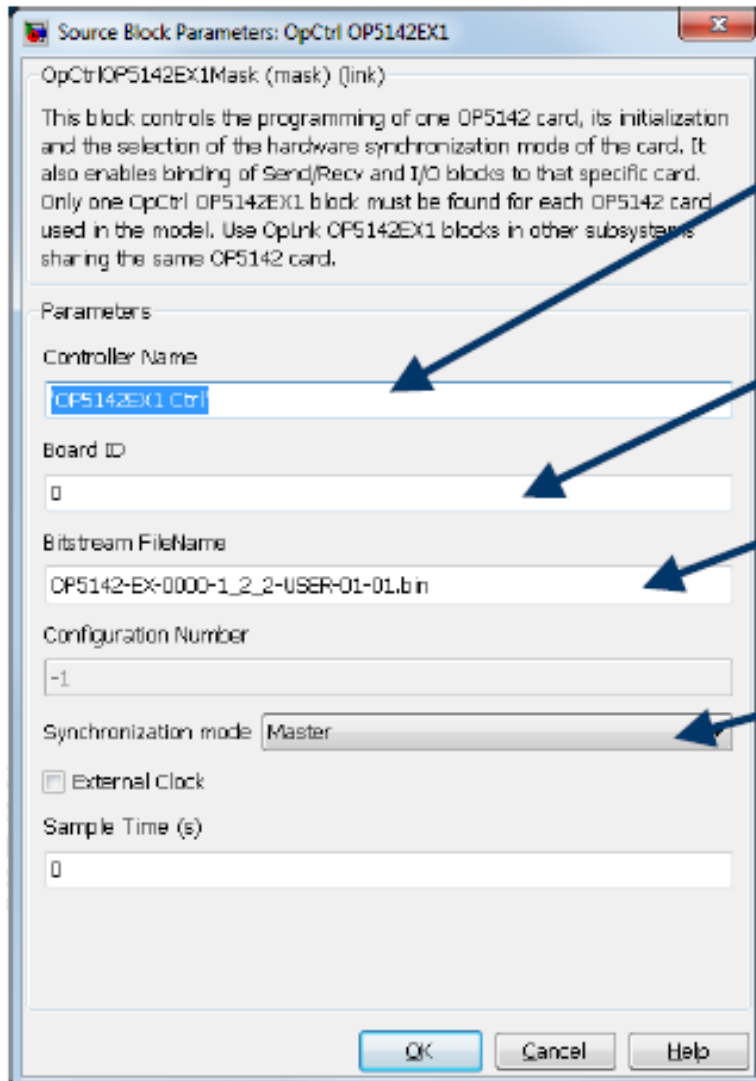 Source Block Parameters: OpCtrl OP5142EX1
OpCtrlOP5142EX1Mask (mask) (link)
This block controls the programming of one OP5142 card, its initialization
and the selection of the hardware synchronization mode of the card. It
also enables binding of Send/Recv and I/O blocks to that specific card.
Only one OpCtrl OP5142EX1 block must be found for each OP5142 card
used in the model. Use OpLnk OP5142EX1 blocks in other subsystems
sharing the same OP5142 card.
Parameters
Controller Name
'OP5142EX1 Ctrl'
Board ID
0
Bitstream FileName
OP5142-EX-0000-1_2_2-USER-01-01.bin
Configuration Number
-1
Synchronization mode Master
External Clock
Sample Time (s)
0
OK Cancel Help